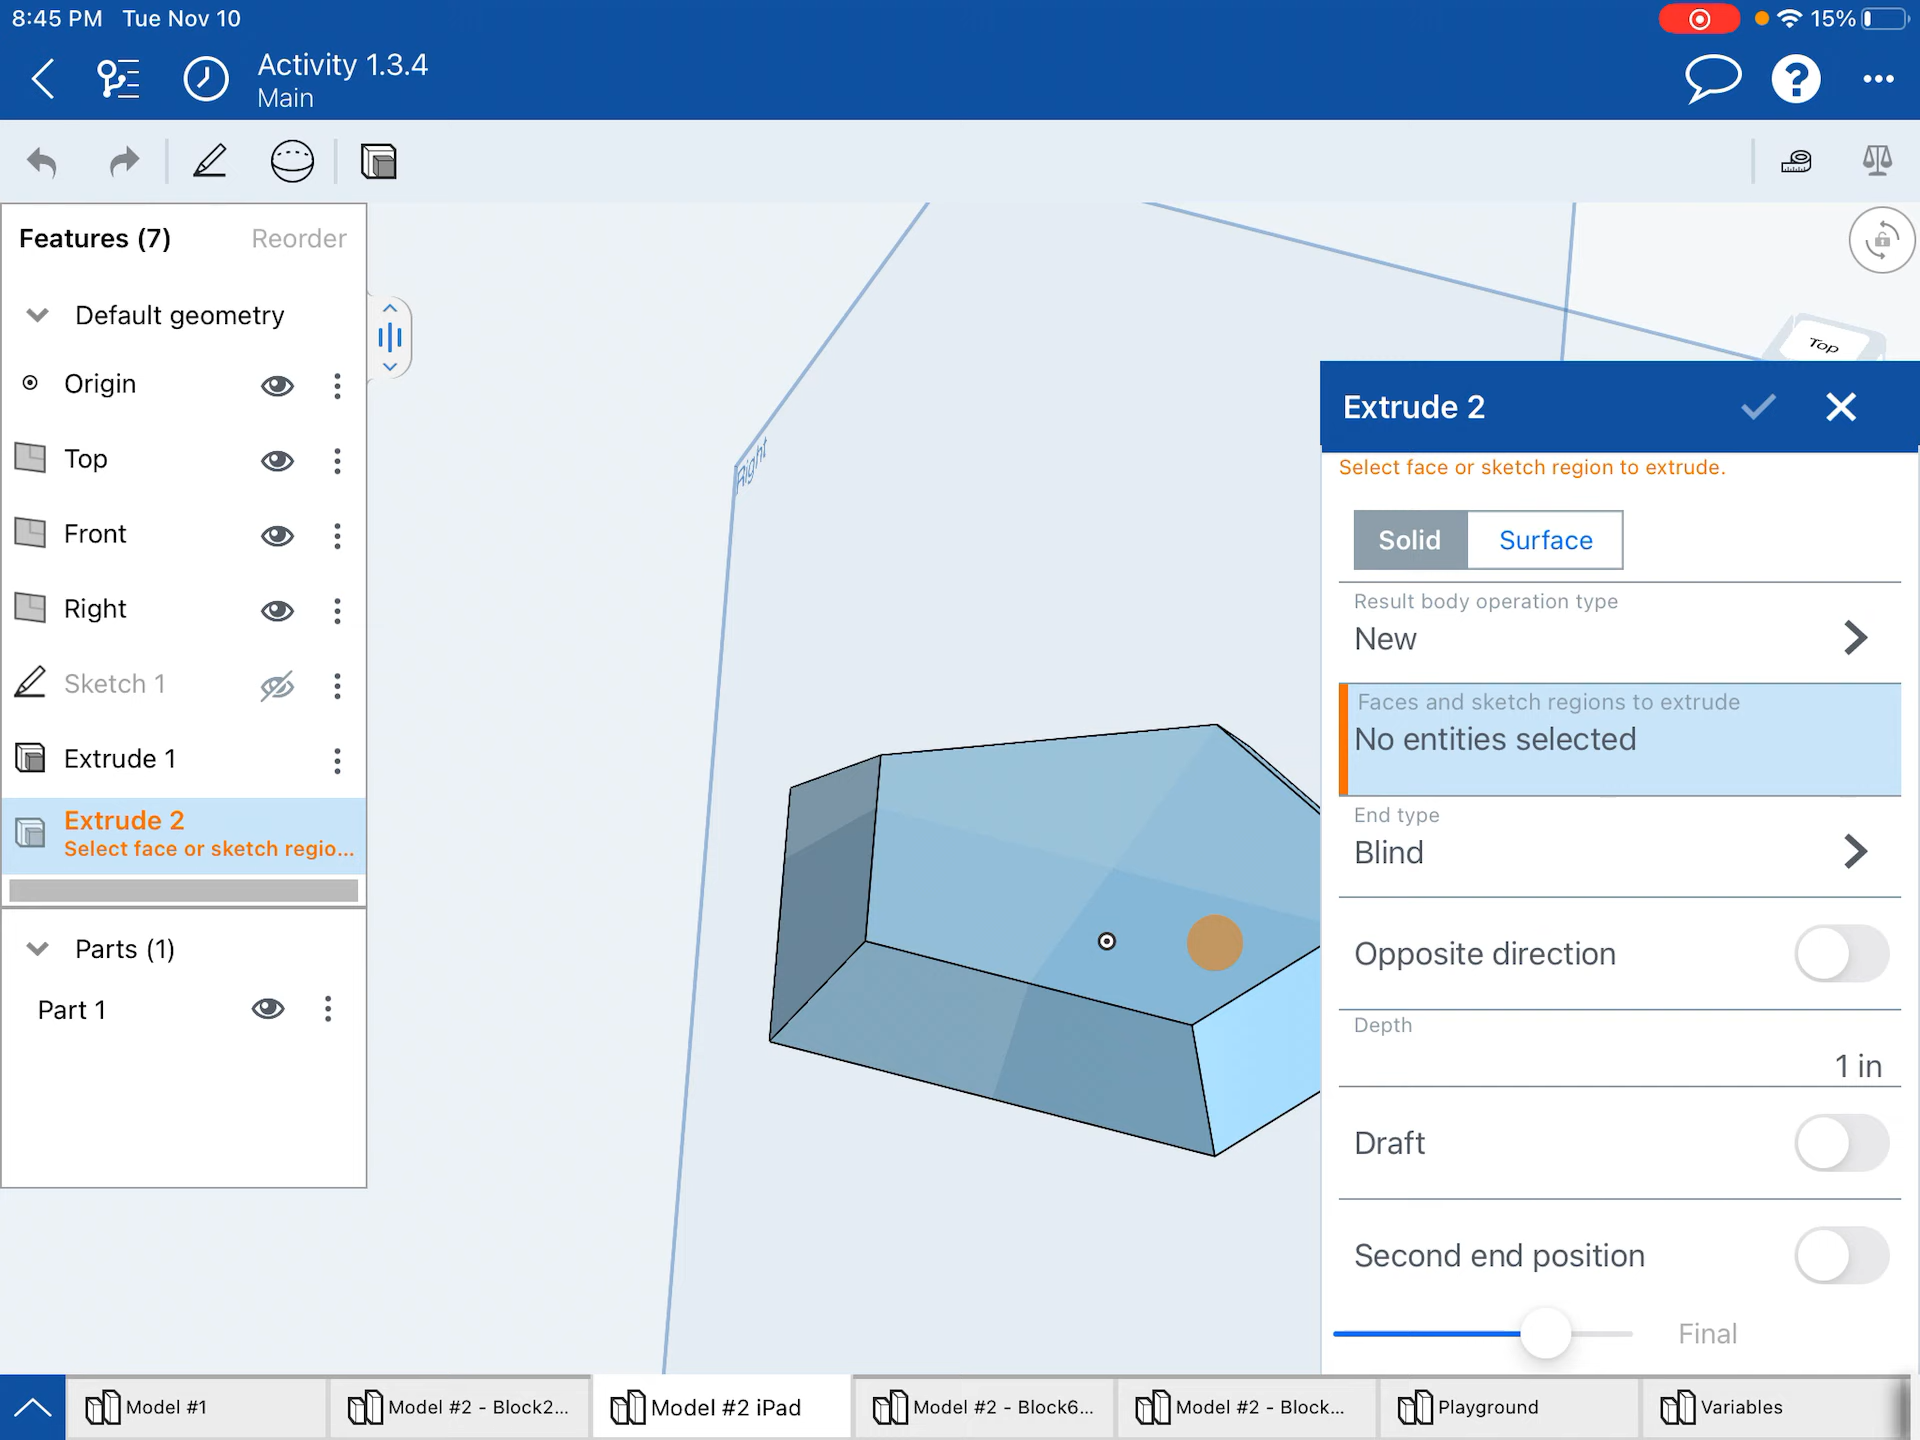 8:45 PM Tue Nov 10
15%
Activity 1.3.4
Main
Features (7)
Reorder
Default geometry
Origin
Top
Front
Right
Sketch 1
Extrude 1
Extrude 2
Select face or sketch regio...
Parts (1)
Part 1
Right
Top
Extrude 2
Select face or sketch region to extrude.
Solid
Surface
Result body operation type
New
Faces and sketch regions to extrude
No entities selected
End type
Blind
Opposite direction
Depth
1 in
Draft
Second end position
Final
Model #1
Model #2 - Block2...
Model #2 iPad
Model #2 - Block6...
Model #2 - Block...
Playground
Variables